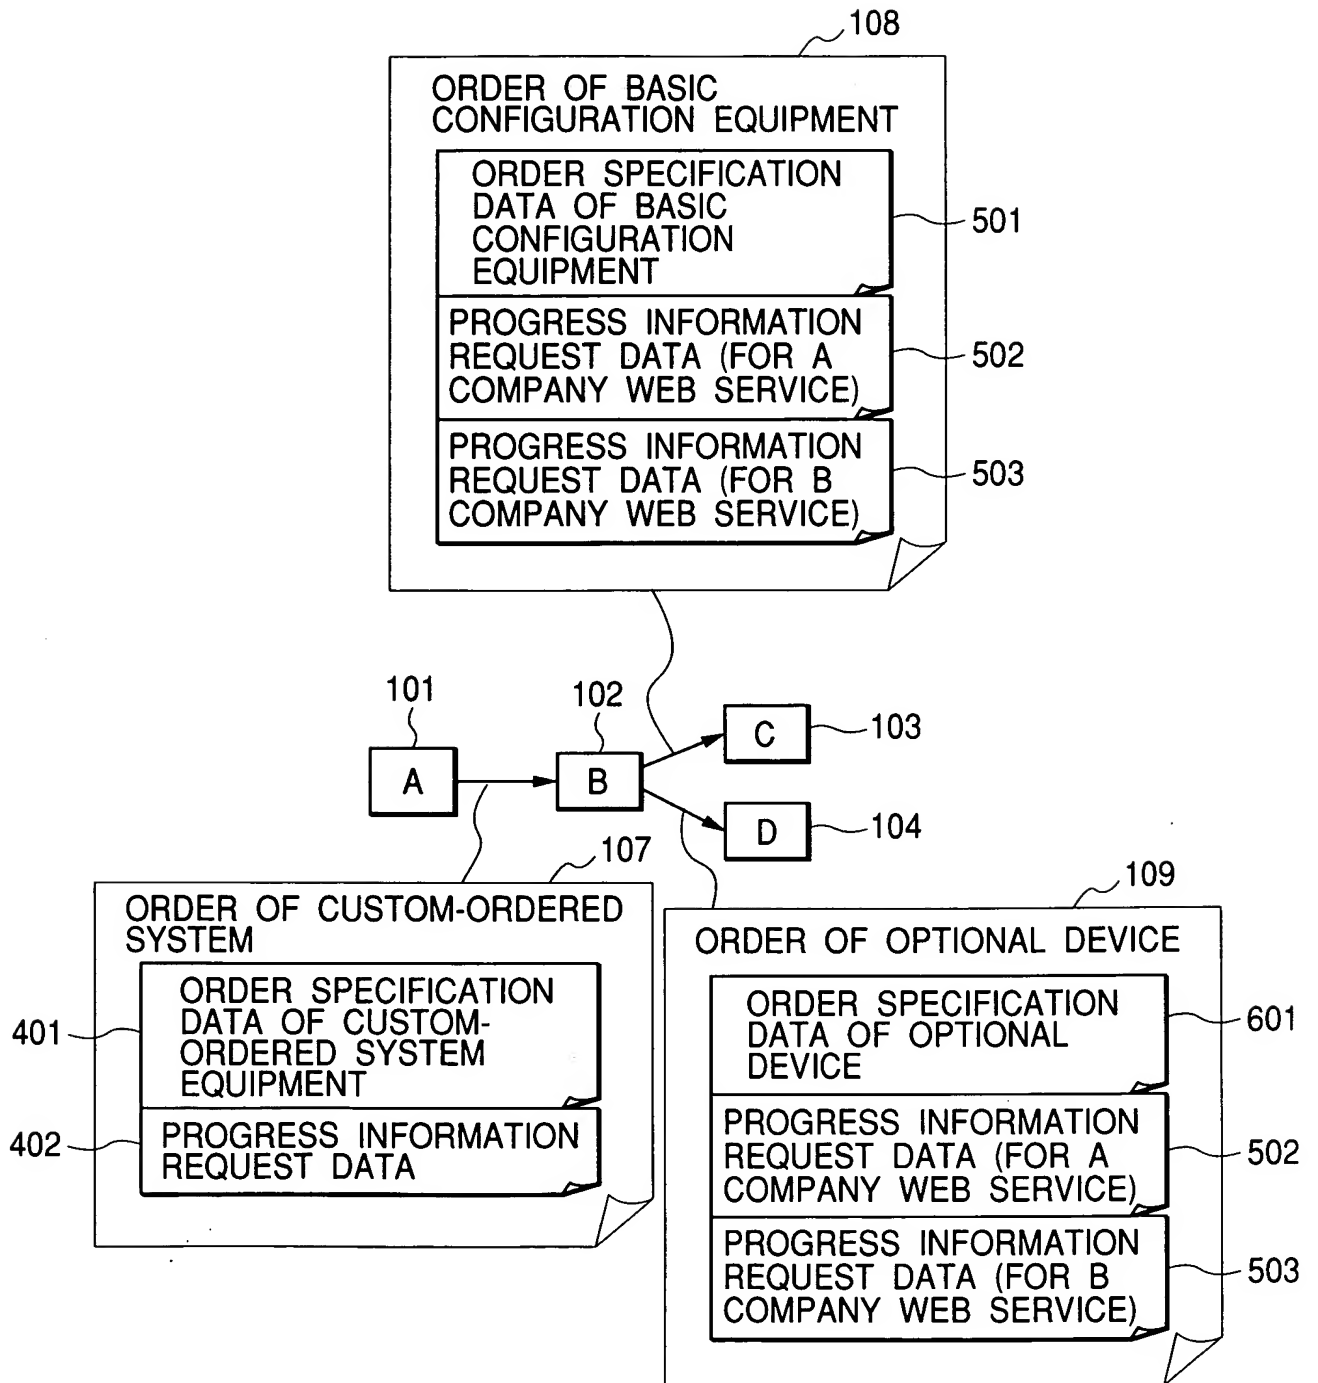 108
ORDER OF BASIC
CONFIGURATION EQUIPMENT
ORDER SPECIFICATION
DATA OF BASIC
CONFIGURATION
EQUIPMENT
501
PROGRESS INFORMATION
REQUEST DATA (FOR A
COMPANY WEB SERVICE)
502
PROGRESS INFORMATION
REQUEST DATA (FOR B
COMPANY WEB SERVICE)
503
101
102
A
B
C
103
D
104
107
ORDER OF CUSTOM-ORDERED
SYSTEM
ORDER SPECIFICATION
DATA OF CUSTOM-
ORDERED SYSTEM
EQUIPMENT
401
PROGRESS INFORMATION
REQUEST DATA
402
109
ORDER OF OPTIONAL DEVICE
ORDER SPECIFICATION
DATA OF OPTIONAL
DEVICE
601
PROGRESS INFORMATION
REQUEST DATA (FOR A
COMPANY WEB SERVICE)
502
PROGRESS INFORMATION
REQUEST DATA (FOR B
COMPANY WEB SERVICE)
503